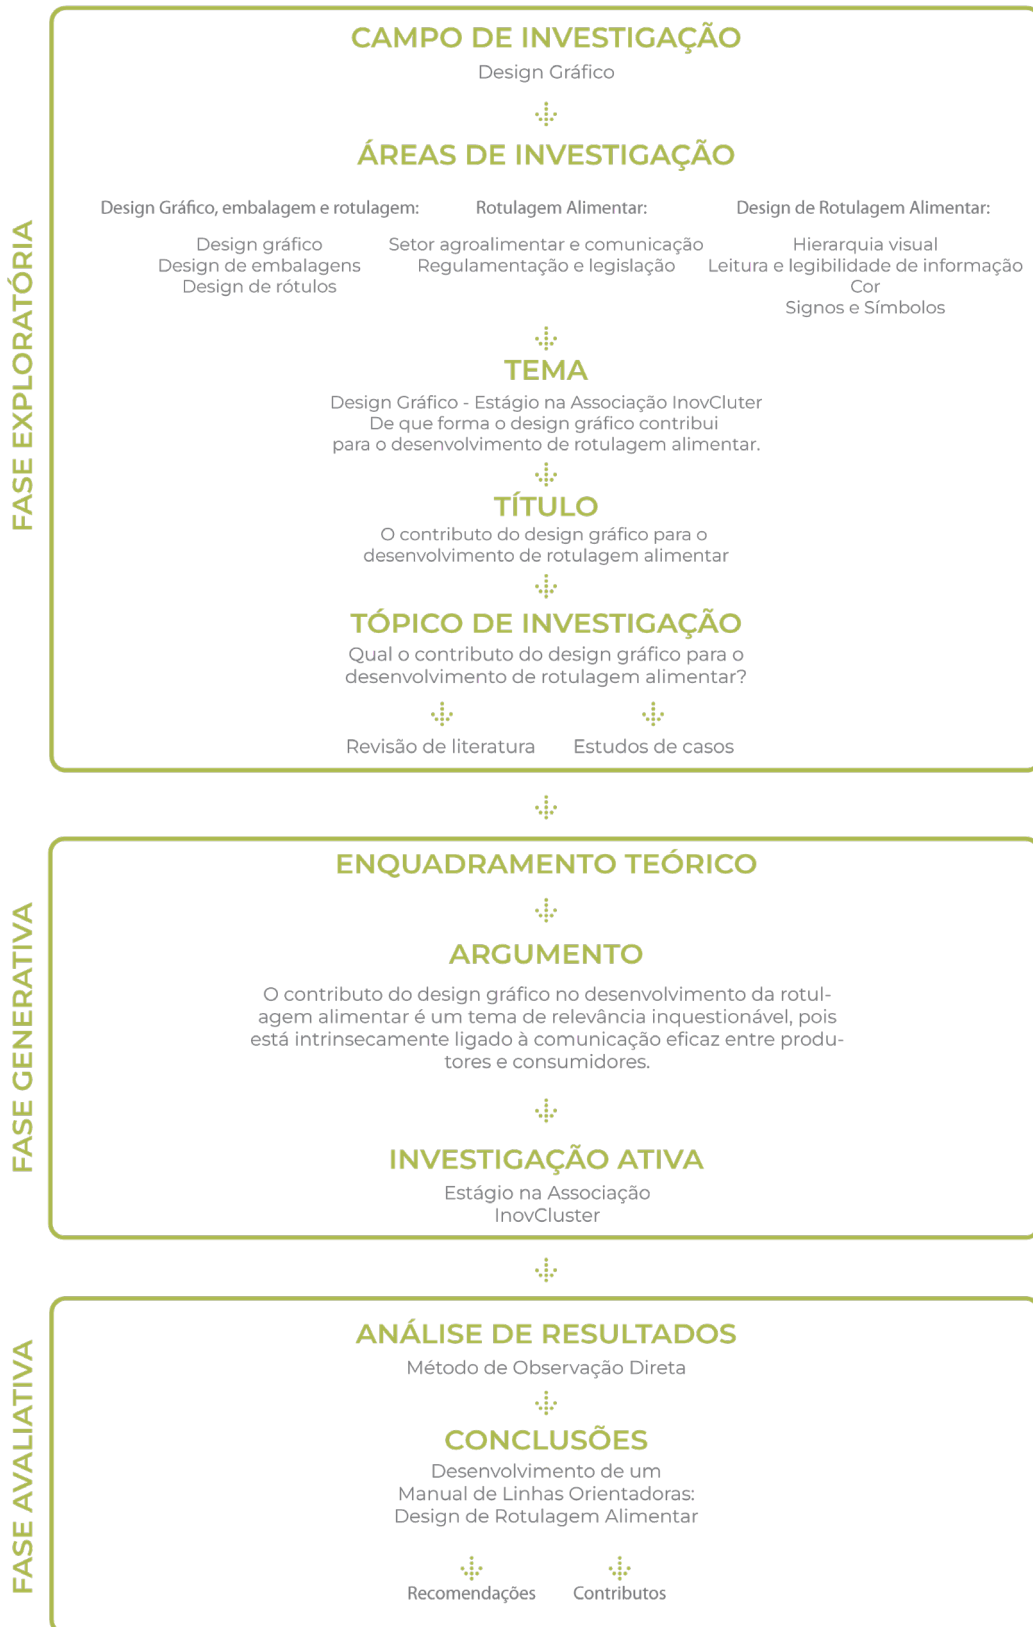 FASE EXPLORATÓRIA
CAMPO DE INVESTIGAÇÃO
Design Gráfico
ÁREAS DE INVESTIGAÇÃO
Design Gráfico, embalagem e rotulagem:
Design gráfico
Design de embalagens
Design de rótulos
Rotulagem Alimentar:
Setor agroalimentar e comunicação
Regulamentação e legislação
Design de Rotulagem Alimentar:
Hierarquia visual
Leitura e legibilidade de informação
Cor
Signos e Símbolos
TEMA
Design Gráfico - Estágio na Associação InovCluter
De que forma o design gráfico contribui
para o desenvolvimento de rotulagem alimentar.
TÍTULO
O contributo do design gráfico para o
desenvolvimento de rotulagem alimentar
TÓPICO DE INVESTIGAÇÃO
Qual o contributo do design gráfico para o
desenvolvimento de rotulagem alimentar?
Revisão de literatura
Estudos de casos
FASE GENERATIVA
ENQUADRAMENTO TEÓRICO
ARGUMENTO
O contributo do design gráfico no desenvolvimento da rotul-
agem alimentar é um tema de relevância inquestionável, pois
está intrinsecamente ligado à comunicação eficaz entre produ-
tores e consumidores.
INVESTIGAÇÃO ATIVA
Estágio na Associação
InovCluster
FASE AVALIATIVA
ANÁLISE DE RESULTADOS
Método de Observação Direta
CONCLUSÕES
Desenvolvimento de um
Manual de Linhas Orientadoras:
Design de Rotulagem Alimentar
Recomendações
Contributos